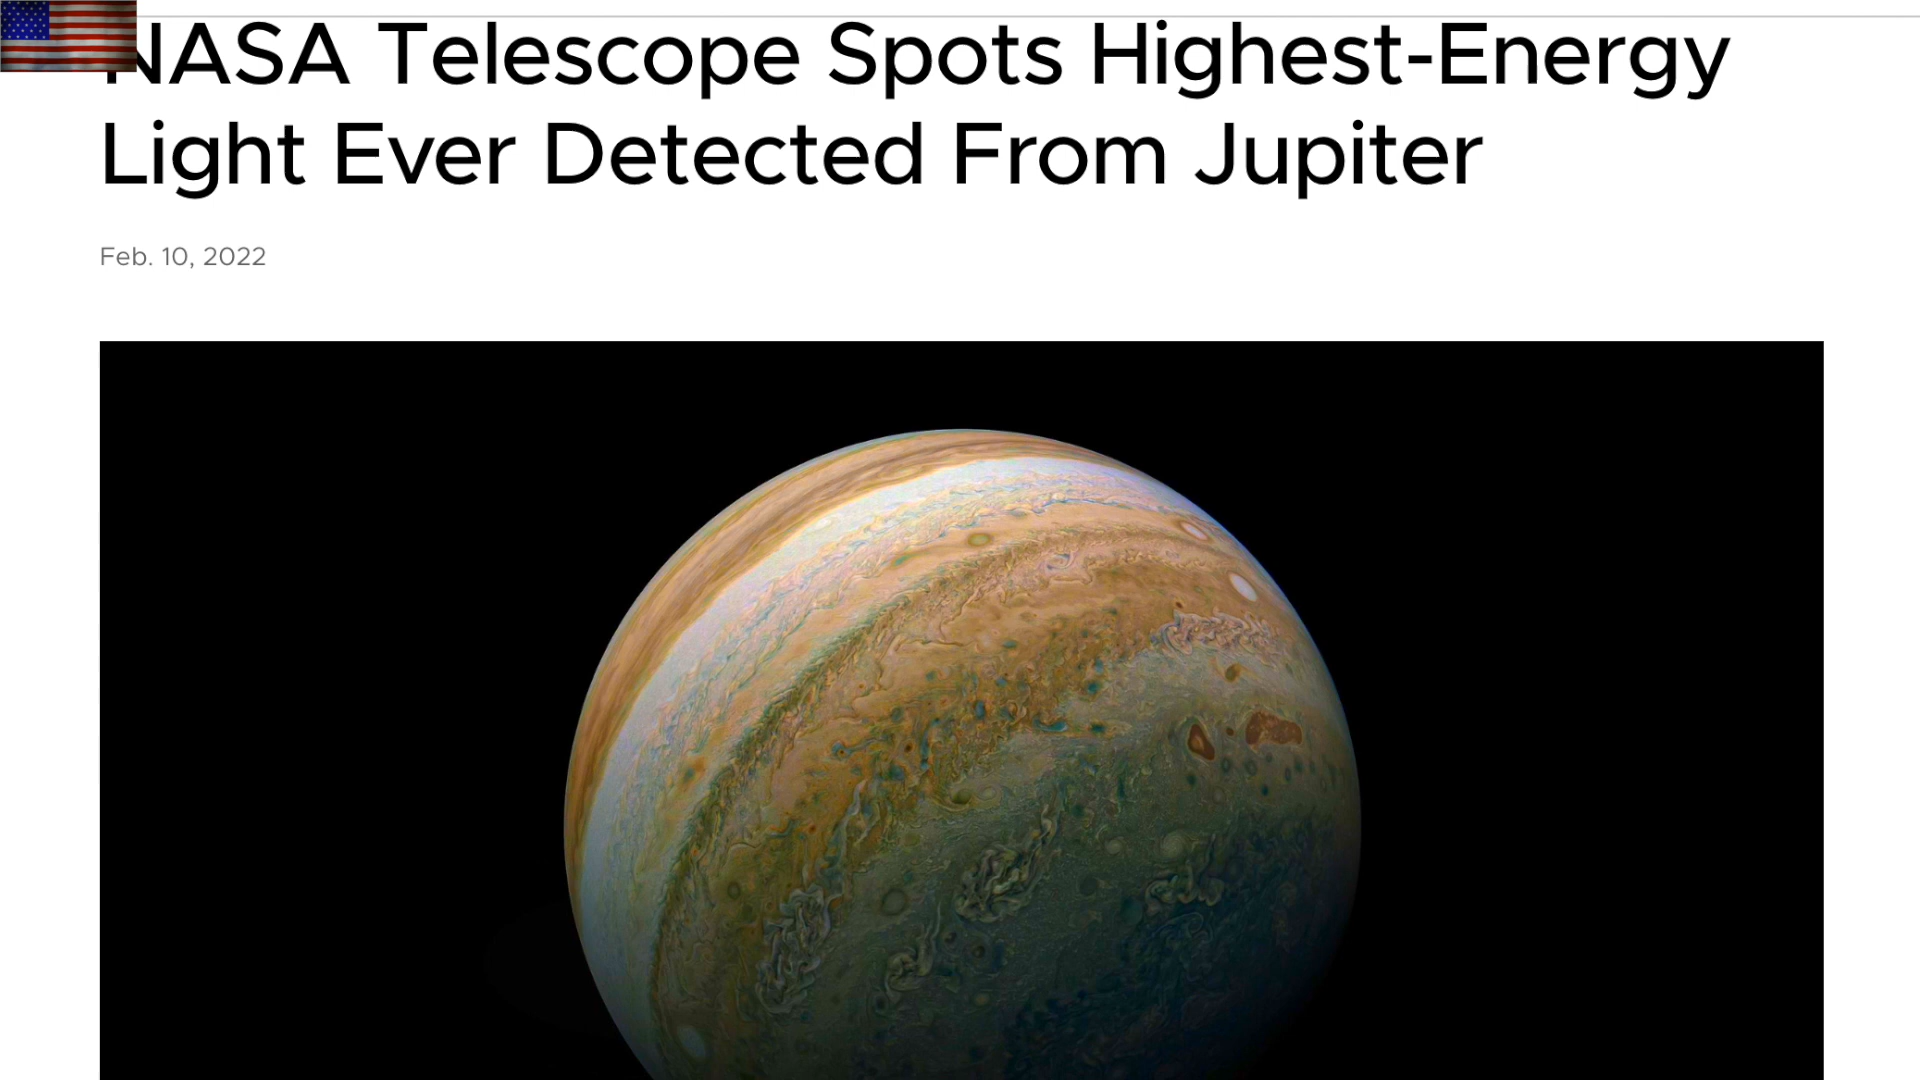 NASA Telescope Spots Highest-Energy
Light Ever Detected From Jupiter
Feb. 10, 2022